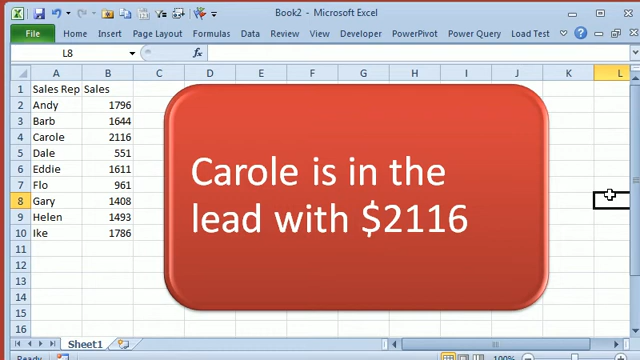 Book2 - Microsoft Excel
File Home Insert Page Layout Formulas Data Review View Developer PowerPivot Power Query Load Test
L8 fx
A B C D E F G H I J K L
1 Sales Rep Sales
2 Andy 1796
3 Barb 1644
4 Carole 2116
5 Dale 551
6 Eddie 1611
7 Flo 961
8 Gary 1408
9 Helen 1493
10 Ike 1786
11
12
13
14
15
16
Carole is in the
lead with $2116
Sheet1
Ready 100%